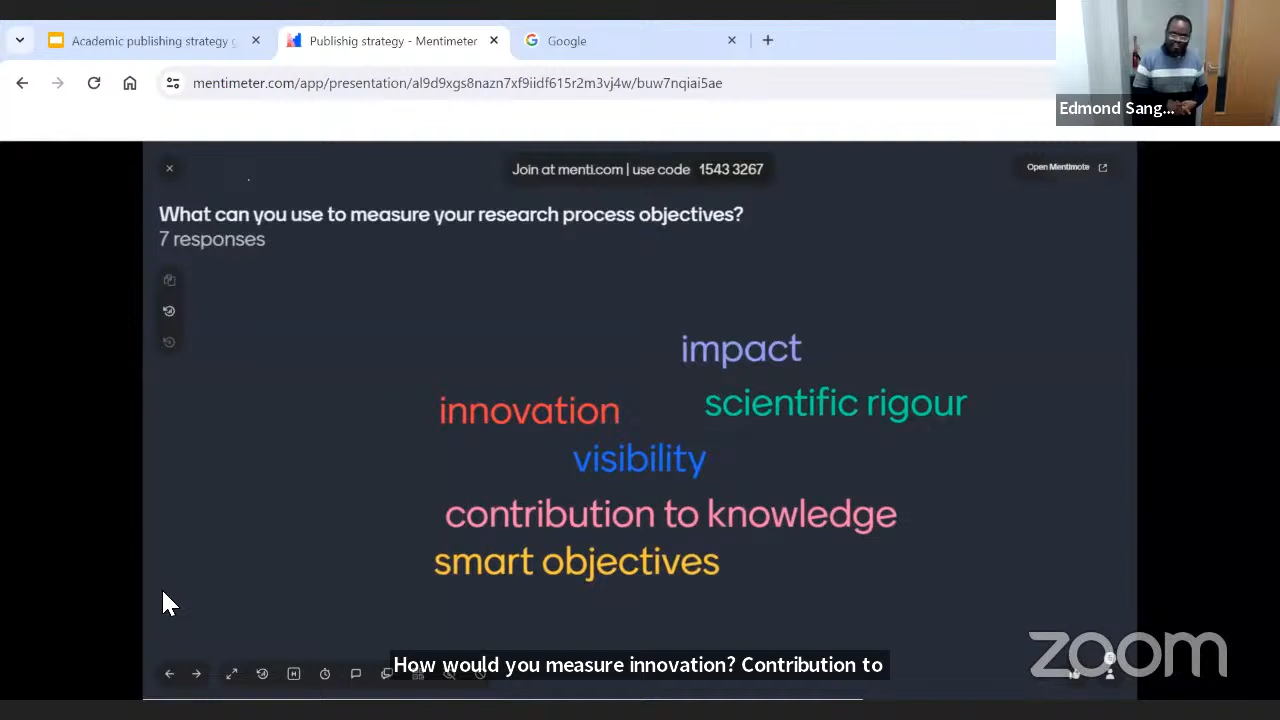 Academic publishing strategy g
Publishig strategy - Mentimeter
Google
mentimeter.com/app/presentation/al9d9xgs8nazn7xf9iidf615r2m3vj4w/buw7nqiai5ae
Edmond Sang...
Join at menti.com | use code 1543 3267
Open Mentimote
What can you use to measure your research process objectives?
7 responses
impact
innovation
scientific rigour
visibility
contribution to knowledge
smart objectives
How would you measure innovation? Contribution to
zoom